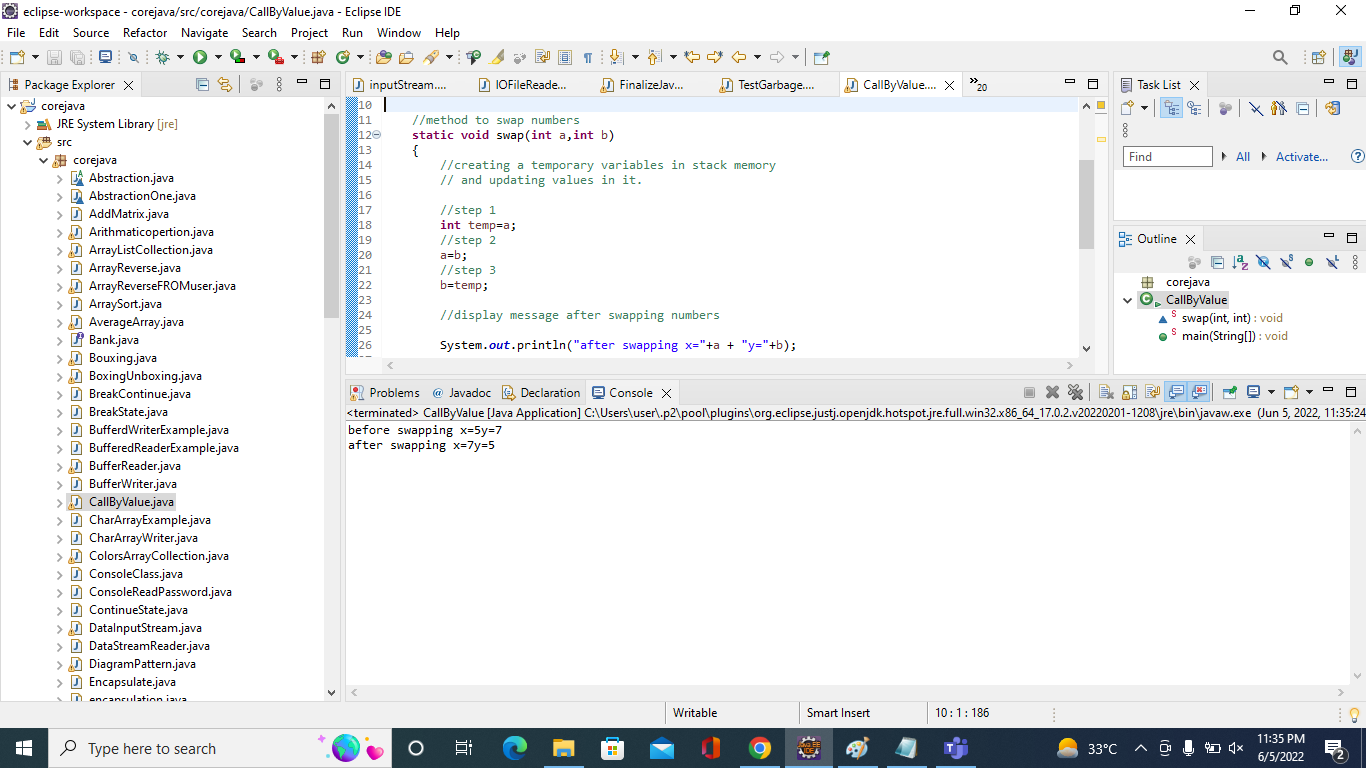 eclipse-workspace - corejava/src/corejava/CallByValue.java - Eclipse IDE
File Edit Source Refactor Navigate Search Project Run Window Help
Package Explorer
corejava
JRE System Library [jre]
src
corejava
Abstraction.java
AbstractionOne.java
AddMatrix.java
Arithmaticopertion.java
ArrayListCollection.java
ArrayReverse.java
ArrayReverseFROMuser.java
ArraySort.java
AverageArray.java
Bank.java
Bouxing.java
BoxingUnboxing.java
BreakContinue.java
BreakState.java
BufferdWriterExample.java
BufferedReaderExample.java
BufferReader.java
BufferWriter.java
CallByValue.java
CharArrayExample.java
CharArrayWriter.java
ColorsArrayCollection.java
ConsoleClass.java
ConsoleReadPassword.java
ContinueState.java
DataInputStream.java
DataStreamReader.java
DiagramPattern.java
Encapsulate.java
encapsulation.java
inputStream.... IOFileReade... FinalizeJav... TestGarbage.... CallByValue.... »20
10
11 //method to swap numbers
12 static void swap(int a,int b)
13 {
14 //creating a temporary variables in stack memory
15 // and updating values in it.
16
17 //step 1
18 int temp=a;
19 //step 2
20 a=b;
21 //step 3
22 b=temp;
23
24 //display message after swapping numbers
25
26 System.out.println("after swapping x="+a + "y="+b);
Problems Javadoc Declaration Console
<terminated> CallByValue [Java Application] C:\Users\user\.p2\pool\plugins\org.eclipse.justj.openjdk.hotspot.jre.full.win32.x86_64_17.0.2.v20220201-1208\jre\bin\javaw.exe (Jun 5, 2022, 11:35:24
before swapping x=5y=7
after swapping x=7y=5
Task List
Find All Activate...
Outline
corejava
CallByValue
swap(int, int) : void
main(String[]) : void
Writable Smart Insert 10 : 1 : 186
Type here to search
33°C
11:35 PM
6/5/2022
2